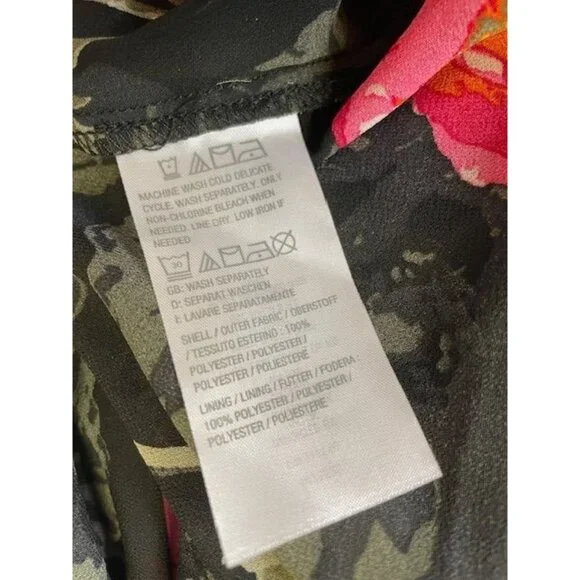 MACHINE WASH COLD DELICATE
CYCLE. WASH SEPARATELY. ONLY
NON-CHLORINE BLEACH WHEN
NEEDED. LINE DRY. LOW IRON IF
NEEDED
30
GB: WASH SEPARATELY
D: SEPARAT WASCHEN
I: LAVARE SEPARATAMENTE
SHELL / OUTER FABRIC / OBERSTOFF
/ TESSUTO ESTERNO : 100%
POLYESTER / POLYESTER /
POLYESTER / POLIESTERE
LINING / LINING / FUTTER / FODERA :
100% POLYESTER / POLYESTER /
POLYESTER / POLIESTERE